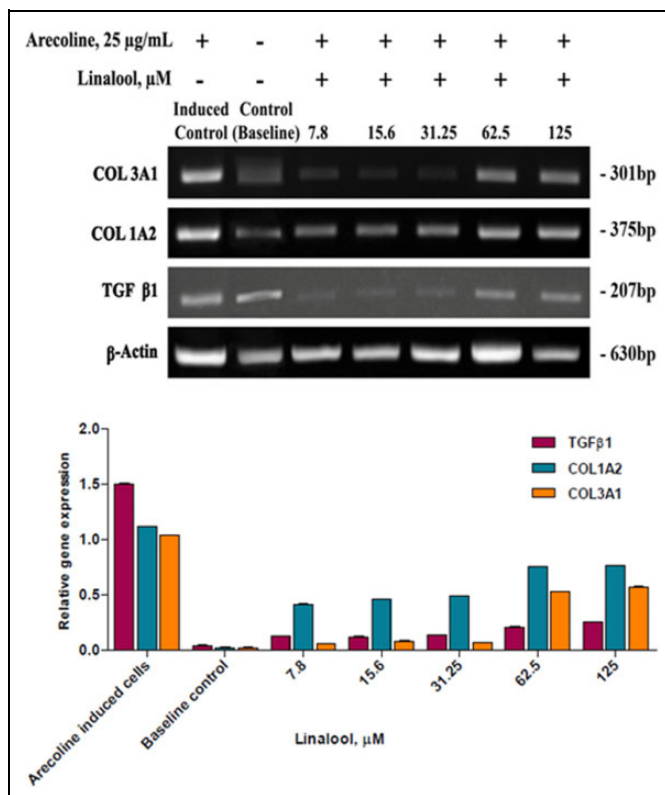 Arecoline, 25 µg/mL + - + + + + +
Linalool, µM - - + + + + +
Induced Control
Control (Baseline) 7.8 15.6 31.25 62.5 125
COL 3A1 - 301bp
COL 1A2 - 375bp
TGF β1 - 207bp
β-Actin - 630bp
2.0
1.5
1.0
0.5
0.0
Relative gene expression
TGFβ1
COL1A2
COL3A1
Arecoline induced cells
Baseline control
7.8
15.6
31.25
62.5
125
Linalool, µM